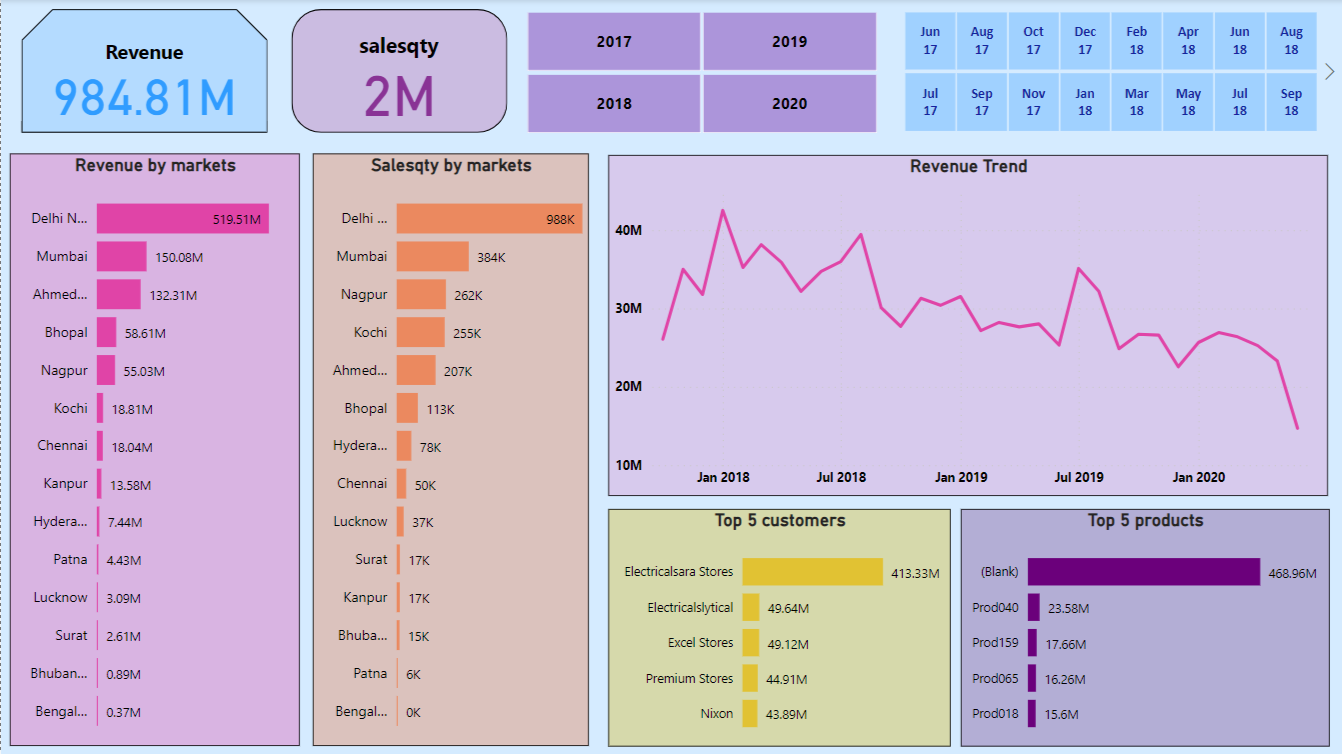 Revenue
984.81M
salesqty
2M
2017
2019
2018
2020
Jun 17
Aug 17
Oct 17
Dec 17
Feb 18
Apr 18
Jun 18
Aug 18
Jul 17
Sep 17
Nov 17
Jan 18
Mar 18
May 18
Jul 18
Sep 18
Revenue by markets
Delhi N... 519.51M
Mumbai 150.08M
Ahmed... 132.31M
Bhopal 58.61M
Nagpur 55.03M
Kochi 18.81M
Chennai 18.04M
Kanpur 13.58M
Hydera... 7.44M
Patna 4.43M
Lucknow 3.09M
Surat 2.61M
Bhuban... 0.89M
Bengal... 0.37M
Salesqty by markets
Delhi ... 988K
Mumbai 384K
Nagpur 262K
Kochi 255K
Ahmed... 207K
Bhopal 113K
Hydera... 78K
Chennai 50K
Lucknow 37K
Surat 17K
Kanpur 17K
Bhuba... 15K
Patna 6K
Bengal... 0K
Revenue Trend
40M
30M
20M
10M
Jan 2018 Jul 2018 Jan 2019 Jul 2019 Jan 2020
Top 5 customers
Electricalsara Stores 413.33M
Electricalslytical 49.64M
Excel Stores 49.12M
Premium Stores 44.91M
Nixon 43.89M
Top 5 products
(Blank) 468.96M
Prod040 23.58M
Prod159 17.66M
Prod065 16.26M
Prod018 15.6M